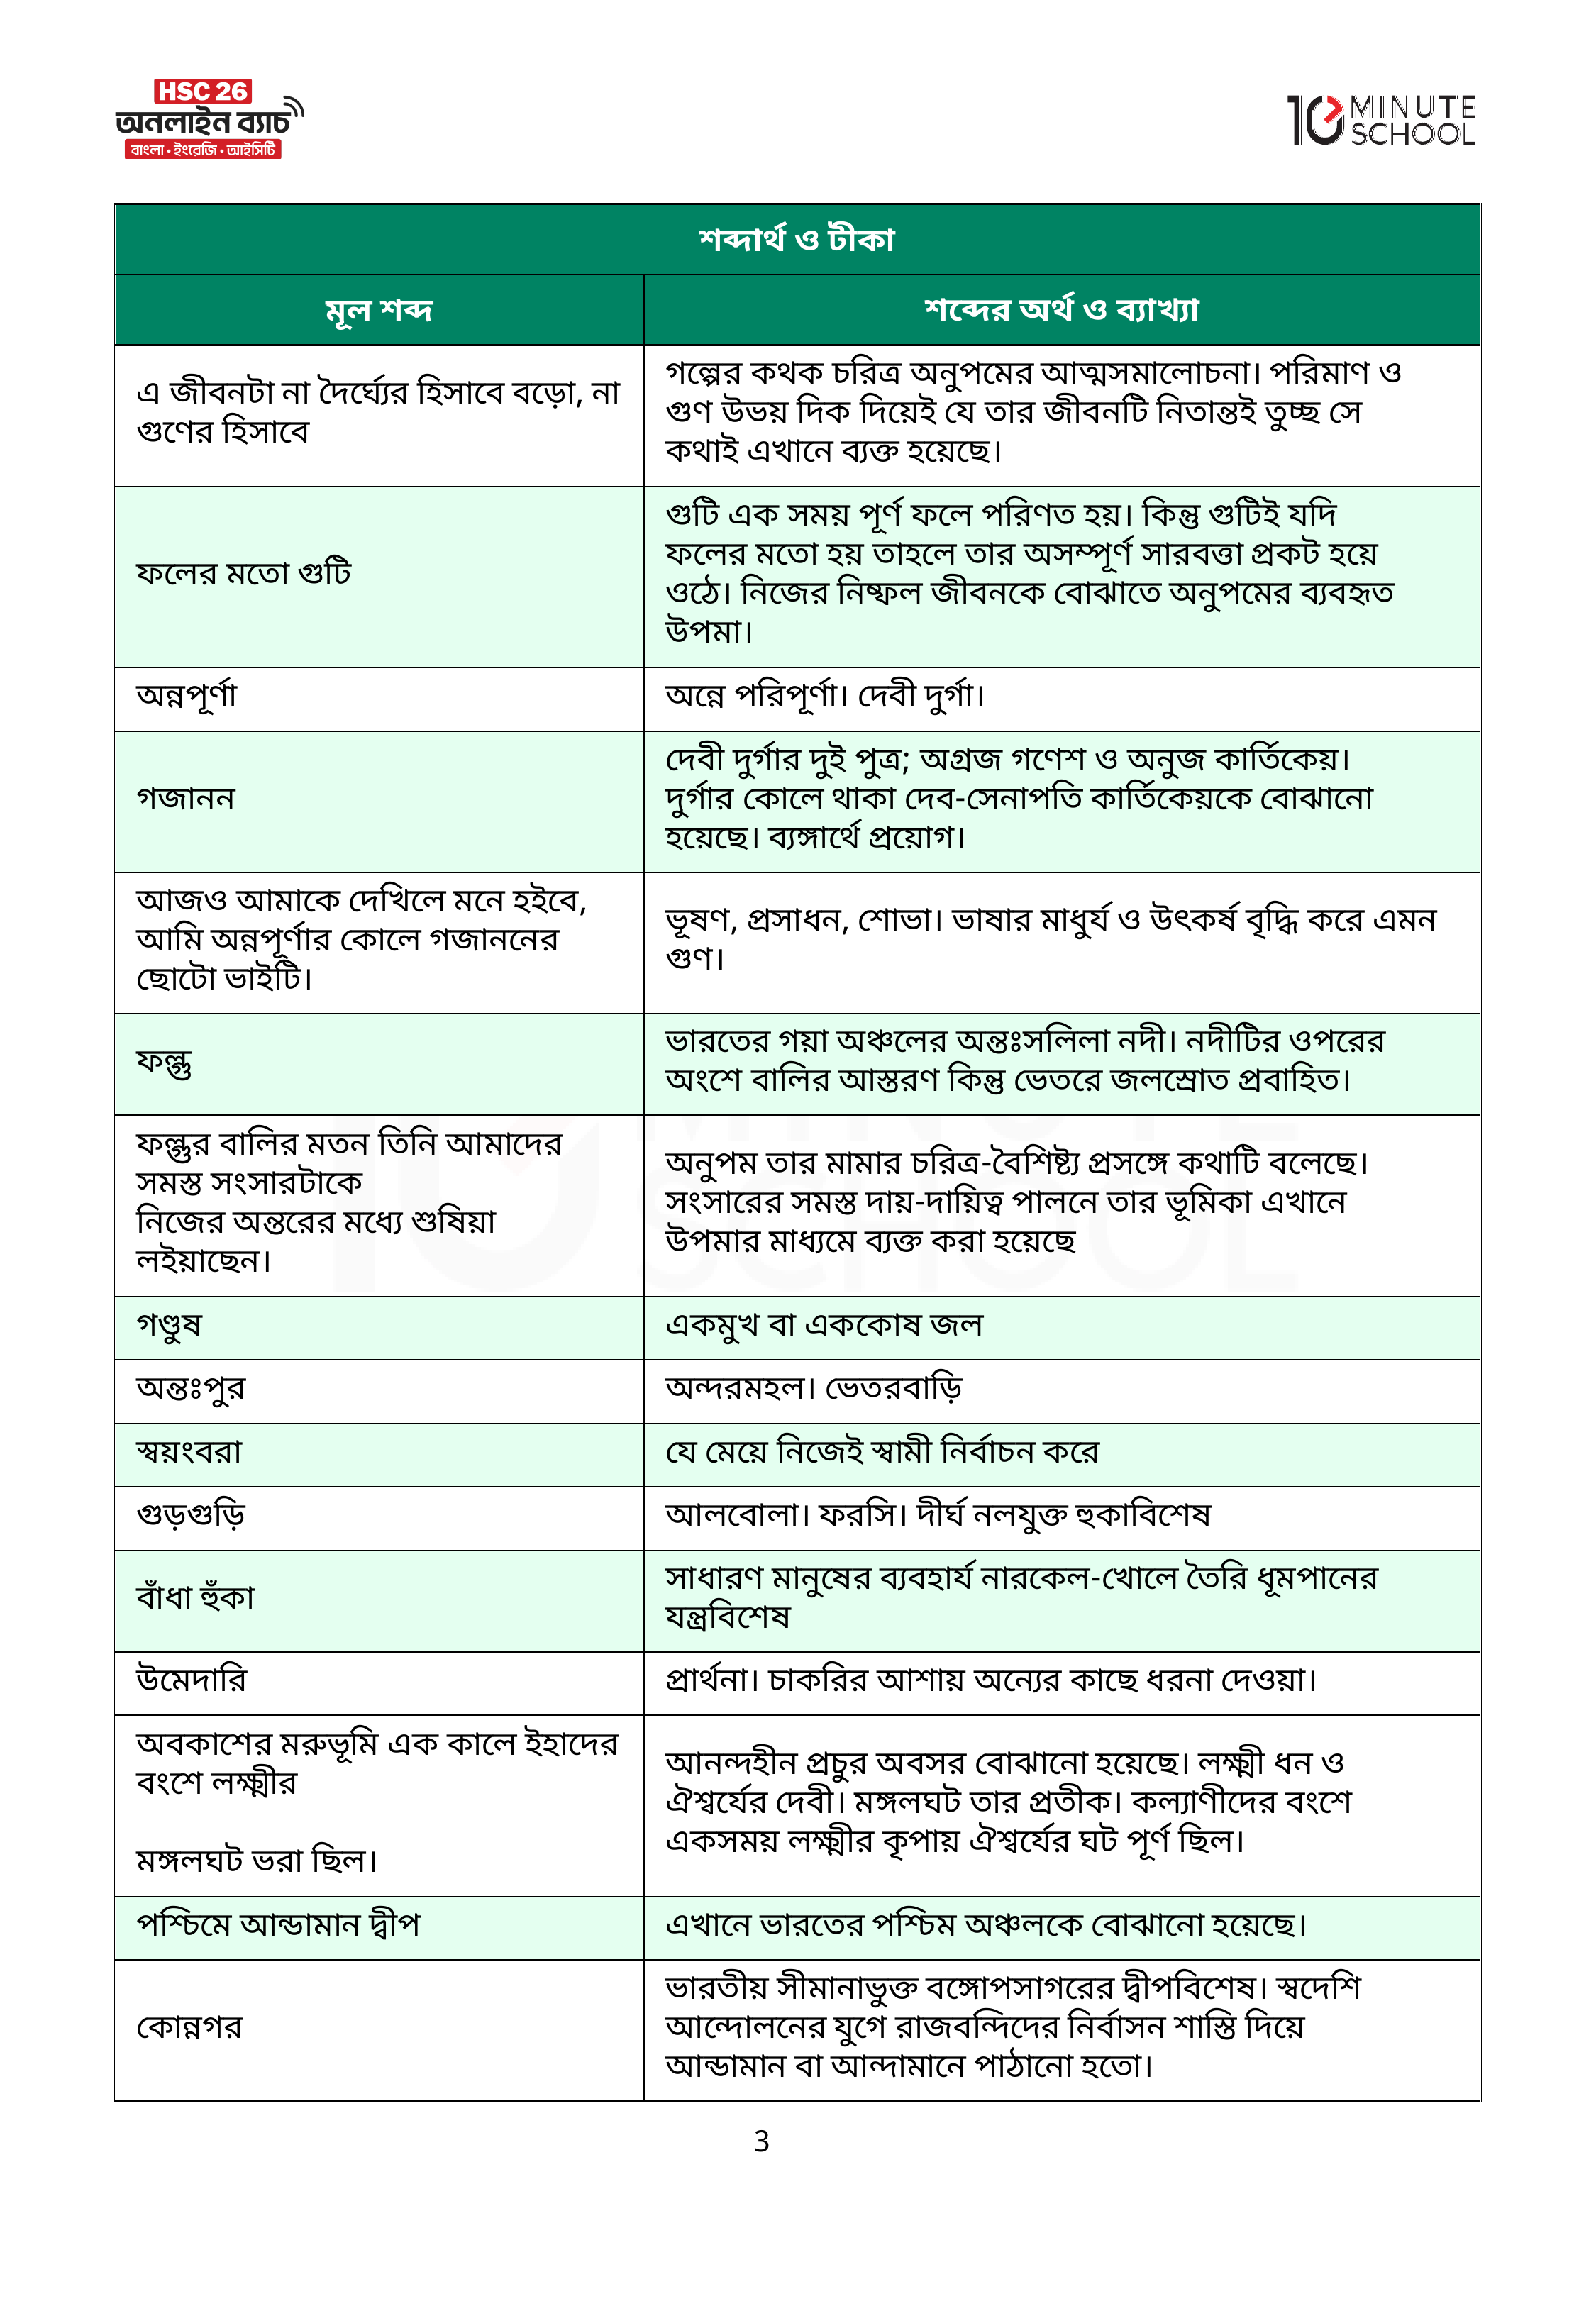 HSC 26
অনলাইন ব্যাচ
বাংলা • ইংরেজি • আইসিটি
10 MINUTE SCHOOL
শব্দার্থ ও টীকা
মূল শব্দ
শব্দের অর্থ ও ব্যাখ্যা
এ জীবনটা না দৈর্ঘ্যের হিসাবে বড়ো, না
গুণের হিসাবে
গল্পের কথক চরিত্র অনুপমের আত্মসমালোচনা। পরিমাণ ও
গুণ উভয় দিক দিয়েই যে তার জীবনটি নিতান্তই তুচ্ছ সে
কথাই এখানে ব্যক্ত হয়েছে।
ফলের মতো গুটি
গুটি এক সময় পূর্ণ ফলে পরিণত হয়। কিন্তু গুটিই যদি
ফলের মতো হয় তাহলে তার অসম্পূর্ণ সারবত্তা প্রকট হয়ে
ওঠে। নিজের নিষ্ফল জীবনকে বোঝাতে অনুপমের ব্যবহৃত
উপমা।
অন্নপূর্ণা
অন্নে পরিপূর্ণা। দেবী দুর্গা।
গজানন
দেবী দুর্গার দুই পুত্র; অগ্রজ গণেশ ও অনুজ কার্তিকেয়।
দুর্গার কোলে থাকা দেব-সেনাপতি কার্তিকেয়কে বোঝানো
হয়েছে। ব্যঙ্গার্থে প্রয়োগ।
আজও আমাকে দেখিলে মনে হইবে,
আমি অন্নপূর্ণার কোলে গজাননের
ছোটো ভাইটি।
ভূষণ, প্রসাধন, শোভা। ভাষার মাধুর্য ও উৎকর্ষ বৃদ্ধি করে এমন
গুণ।
ফল্গু
ভারতের গয়া অঞ্চলের অন্তঃসলিলা নদী। নদীটির ওপরের
অংশে বালির আস্তরণ কিন্তু ভেতরে জলস্রোত প্রবাহিত।
ফল্গুর বালির মতন তিনি আমাদের
সমস্ত সংসারটাকে
নিজের অন্তরের মধ্যে শুষিয়া
লইয়াছেন।
অনুপম তার মামার চরিত্র-বৈশিষ্ট্য প্রসঙ্গে কথাটি বলেছে।
সংসারের সমস্ত দায়-দায়িত্ব পালনে তার ভূমিকা এখানে
উপমার মাধ্যমে ব্যক্ত করা হয়েছে
গণ্ডুষ
একমুখ বা এককোষ জল
অন্তঃপুর
অন্দরমহল। ভেতরবাড়ি
স্বয়ংবরা
যে মেয়ে নিজেই স্বামী নির্বাচন করে
গুড়গুড়ি
আলবোলা। ফরসি। দীর্ঘ নলযুক্ত হুকাবিশেষ
বাঁধা হুঁকা
সাধারণ মানুষের ব্যবহার্য নারকেল-খোলে তৈরি ধূমপানের
যন্ত্রবিশেষ
উমেদারি
প্রার্থনা। চাকরির আশায় অন্যের কাছে ধরনা দেওয়া।
অবকাশের মরুভূমি এক কালে ইহাদের
বংশে লক্ষ্মীর
মঙ্গলঘট ভরা ছিল।
আনন্দহীন প্রচুর অবসর বোঝানো হয়েছে। লক্ষ্মী ধন ও
ঐশ্বর্যের দেবী। মঙ্গলঘট তার প্রতীক। কল্যাণীদের বংশে
একসময় লক্ষ্মীর কৃপায় ঐশ্বর্যের ঘট পূর্ণ ছিল।
পশ্চিমে আন্ডামান দ্বীপ
এখানে ভারতের পশ্চিম অঞ্চলকে বোঝানো হয়েছে।
কোন্নগর
ভারতীয় সীমানাভুক্ত বঙ্গোপসাগরের দ্বীপবিশেষ। স্বদেশি
আন্দোলনের যুগে রাজবন্দিদের নির্বাসন শাস্তি দিয়ে
আন্ডামান বা আন্দামানে পাঠানো হতো।
3